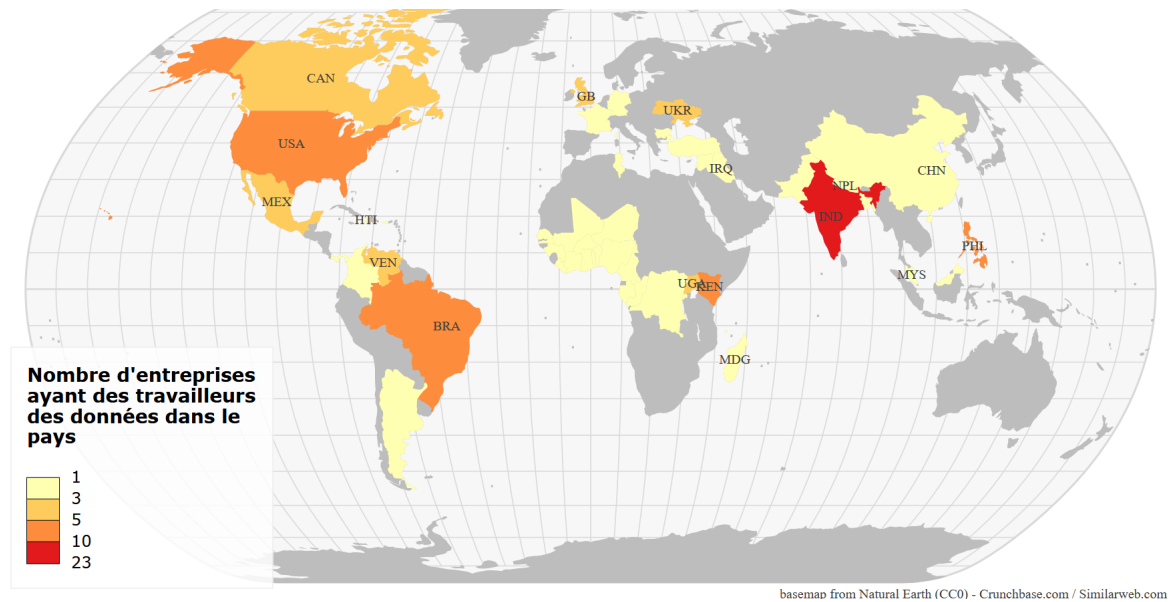 CAN
GB
UKR
USA
IRQ
CHN
NPL
MEX
HTI
IND
PHL
VEN
MYS
UGA
KEN
BRA
MDG
Nombre d'entreprises
ayant des travailleurs
des données dans le
pays
1
3
5
10
23
basemap from Natural Earth (CC0) - Crunchbase.com / Similarweb.com